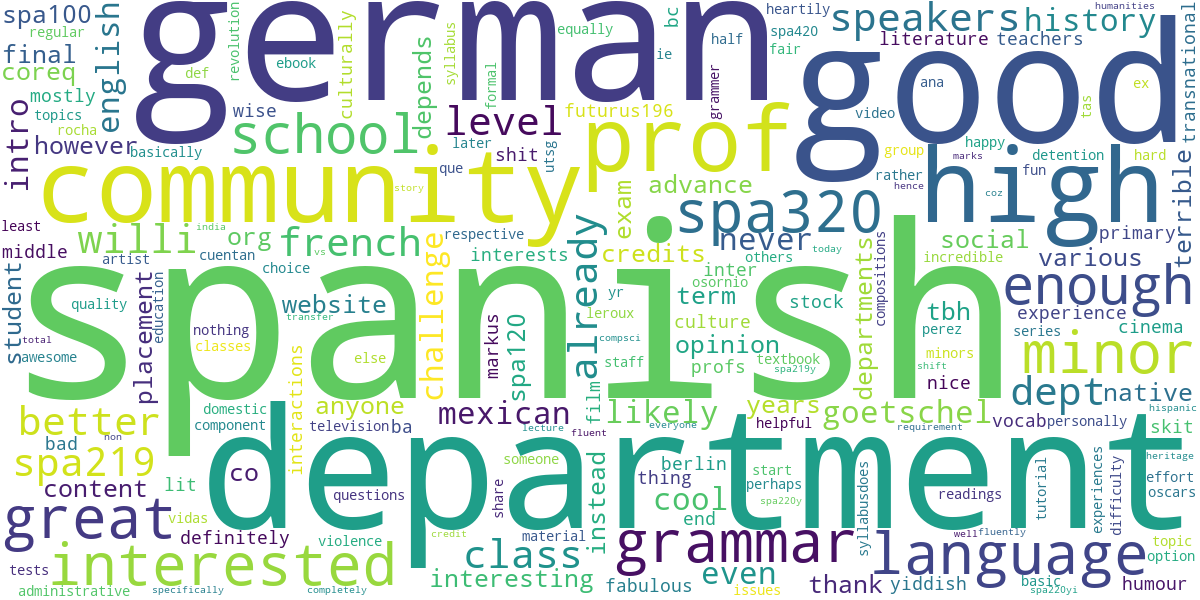 spanish
department
german
good
community
high
prof
spa320
great
interested
language
minor
grammar
enough
school
level
speakers
history
english
intro
final
coreq
spa100
regular
mostly
topics
rocha
however
basically
def
revolution
ebook
wise
culturally
depends
equally
bc
half
ie
heartily
spa420
fair
syllabus
formal
grammer
futurus196
later
shit
que
utsg
literature
teachers
humanities
transnational
ana
ex
tas
video
group
marks
hence
coz
happy
detention
fun
hard
rather
terrible
primary
story
advance
exam
already
never
credits
willi
org
french
india
vs
respective
interests
challenge
least
middle
artist
cuentan
choice
student
quality
placement
education
website
nothing
classes
transfer
total
awesome
inter
osornio
others
today
term
yr
leroux
culture
opinion
compsci
staff
profs
textbook
spa219y
stock
departments
compositions
social
incredible
various
experience
tbh
perez
series
cinema
minors
shift
nice
dept
native
hispanic
heritage
markus
spa120
else
interactions
domestic
component
anyone
television
ba
mexican
lecture
fluent
film
likely
everyone
years
helpful
goetschel
requirement
vocab
personally
skit
better
bad
non
spa219
content
co
lit
vidas
definitely
violence
questions
share
someone
material
instead
thing
berlin
cool
end
start
perhaps
spa220y
syllabusdoes
readings
tutorial
experiences
difficulty
effort
oscars
topic
option
well
fluently
tests
administrative
specifically
completely
credit
class
interesting
fabulous
even
issues
thank
yiddish
basic
spa220yi
humour